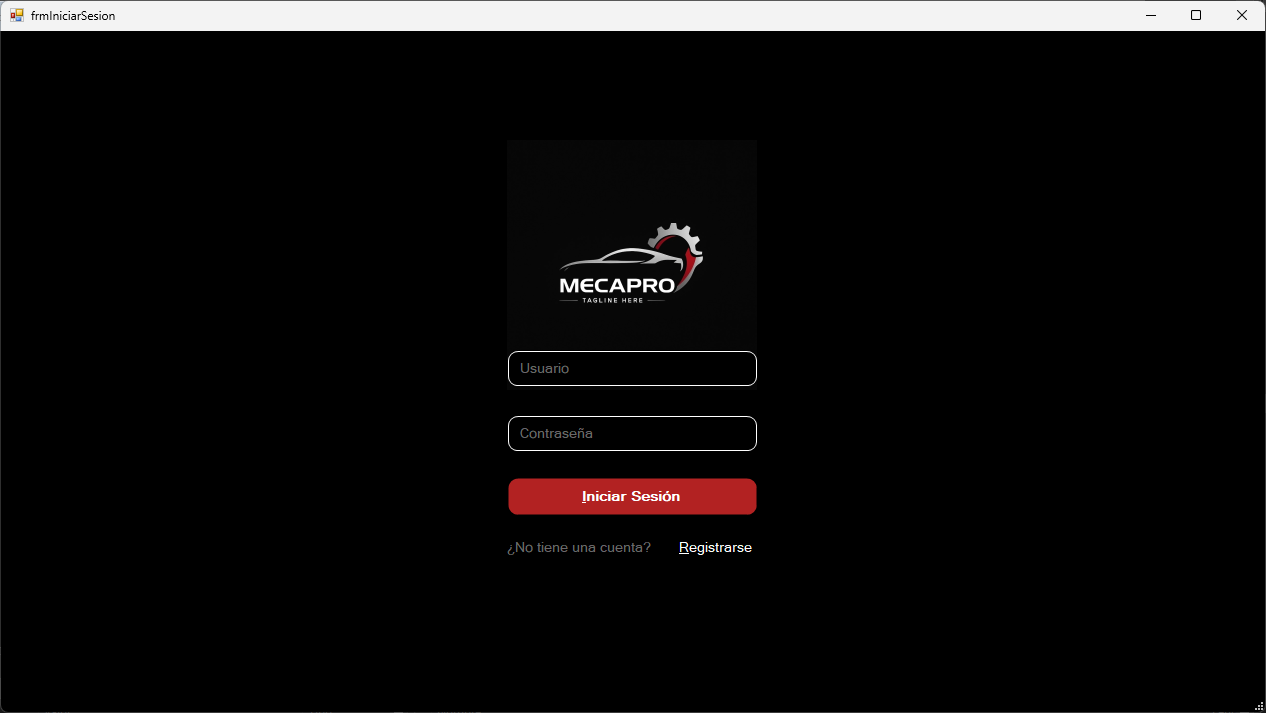 frmIniciarSesion
MECAPRO
TAGLINE HERE
Usuario
Contraseña
Iniciar Sesión
¿No tiene una cuenta? Registrarse